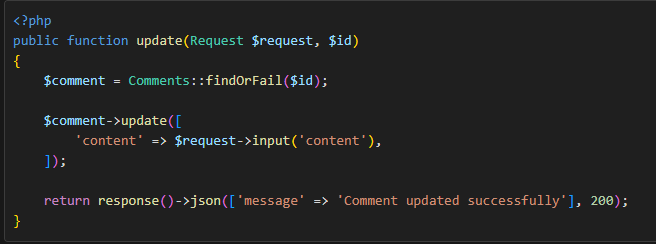 <?php
public function update(Request $request, $id)
{
    $comment = Comments::findOrFail($id);

    $comment->update([
        'content' => $request->input('content'),
    ]);

    return response()->json(['message' => 'Comment updated successfully'], 200);
}